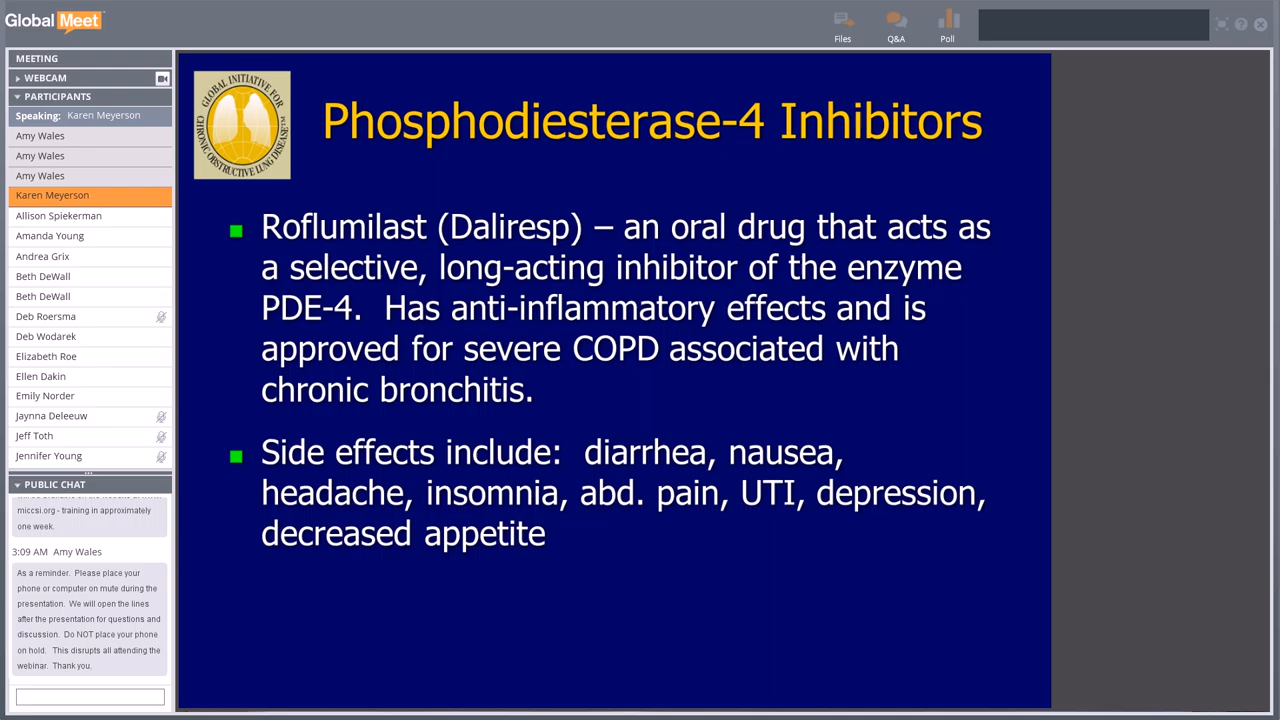 Global Meet
Files
Q&A
Poll
MEETING
WEBCAM
PARTICIPANTS
Speaking: Karen Meyerson
Amy Wales
Amy Wales
Amy Wales
Karen Meyerson
Allison Spiekerman
Amanda Young
Andrea Grix
Beth DeWall
Beth DeWall
Deb Roersma
Deb Wodarek
Elizabeth Roe
Ellen Dakin
Emily Norder
Jaynna Deleeuw
Jeff Toth
Jennifer Young
PUBLIC CHAT
miccsi.org - training in approximately
one week.
3:09 AM Amy Wales
As a reminder. Please place your
phone or computer on mute during the
presentation. We will open the lines
after the presentation for questions and
discussion. Do NOT place your phone
on hold. This disrupts all attending the
webinar. Thank you.
GLOBAL INITIATIVE FOR
CHRONIC OBSTRUCTIVE LUNG DISEASE
Phosphodiesterase-4 Inhibitors
Roflumilast (Daliresp) – an oral drug that acts as
a selective, long-acting inhibitor of the enzyme
PDE-4. Has anti-inflammatory effects and is
approved for severe COPD associated with
chronic bronchitis.
Side effects include: diarrhea, nausea,
headache, insomnia, abd. pain, UTI, depression,
decreased appetite